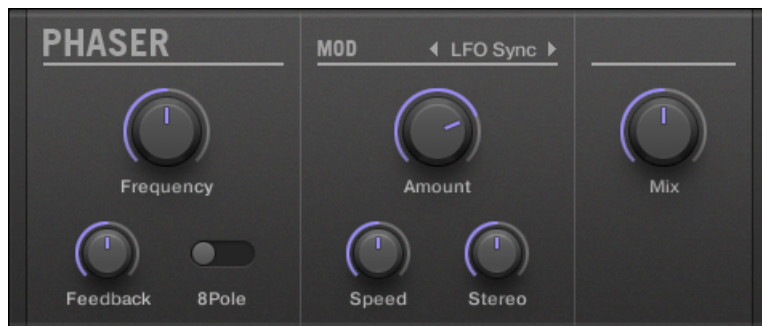 PHASER
MOD
LFO Sync
Frequency
Amount
Mix
Feedback
8Pole
Speed
Stereo